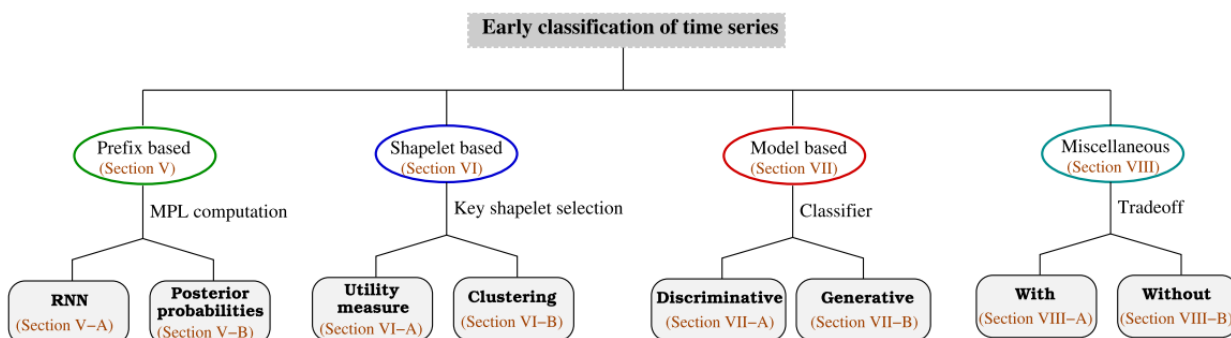 Early classification of time series
Prefix based
(Section V)
Shapelet based
(Section VI)
Model based
(Section VII)
Miscellaneous
(Section VIII)
MPL computation
Key shapelet selection
Classifier
Tradeoff
RNN
(Section V−A)
Posterior
probabilities
(Section V−B)
Utility
measure
(Section VI−A)
Clustering
(Section VI−B)
Discriminative
(Section VII−A)
Generative
(Section VII−B)
With
(Section VIII−A)
Without
(Section VIII−B)